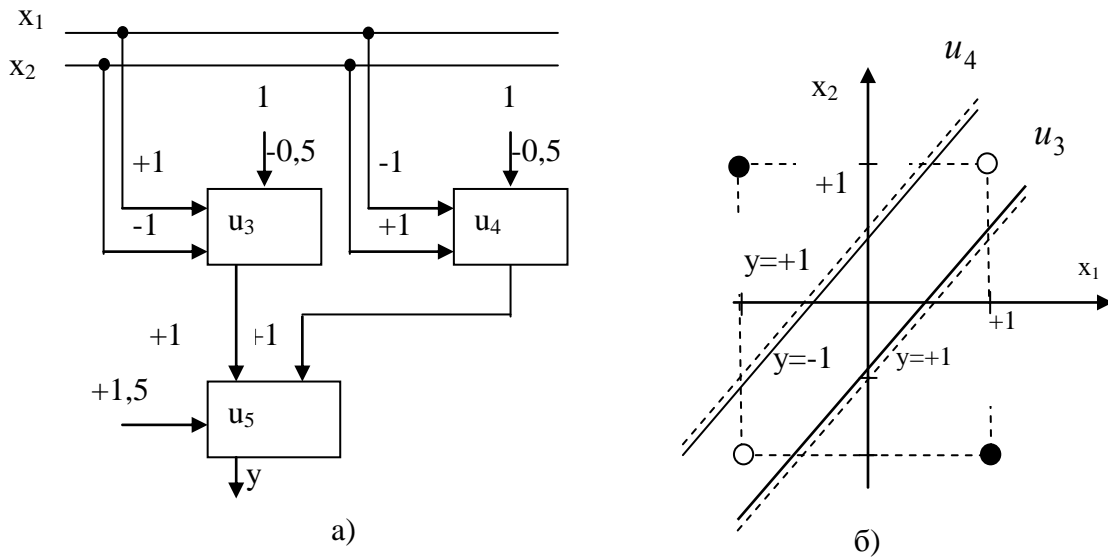 x₁
x₂
1
1
-0,5
-0,5
+1
-1
-1
+1
u₃
u₄
+1
+1
+1,5
u₅
y
а)
u₄
x₂
u₃
+1
y=+1
x₁
+1
y=-1
y=+1
б)